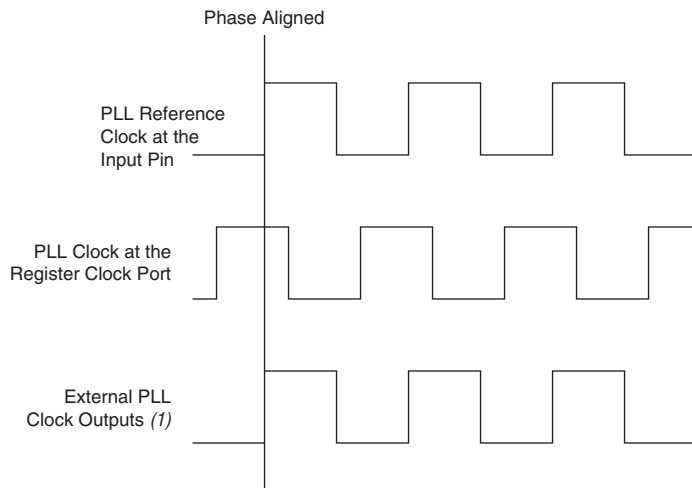 Phase Aligned
PLL Reference
Clock at the
Input Pin
PLL Clock at the
Register Clock Port
External PLL
Clock Outputs (1)